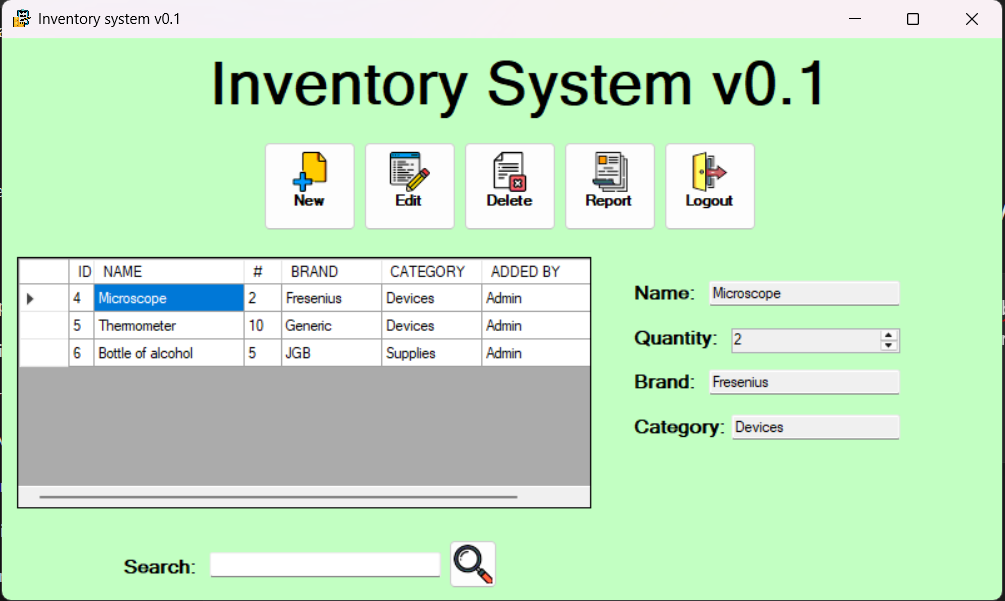 Inventory system v0.1
Inventory System v0.1
New Edit Delete Report Logout
ID NAME # BRAND CATEGORY ADDED BY
4 Microscope 2 Fresenius Devices Admin
5 Thermometer 10 Generic Devices Admin
6 Bottle of alcohol 5 JGB Supplies Admin
Name: Microscope
Quantity: 2
Brand: Fresenius
Category: Devices
Search: